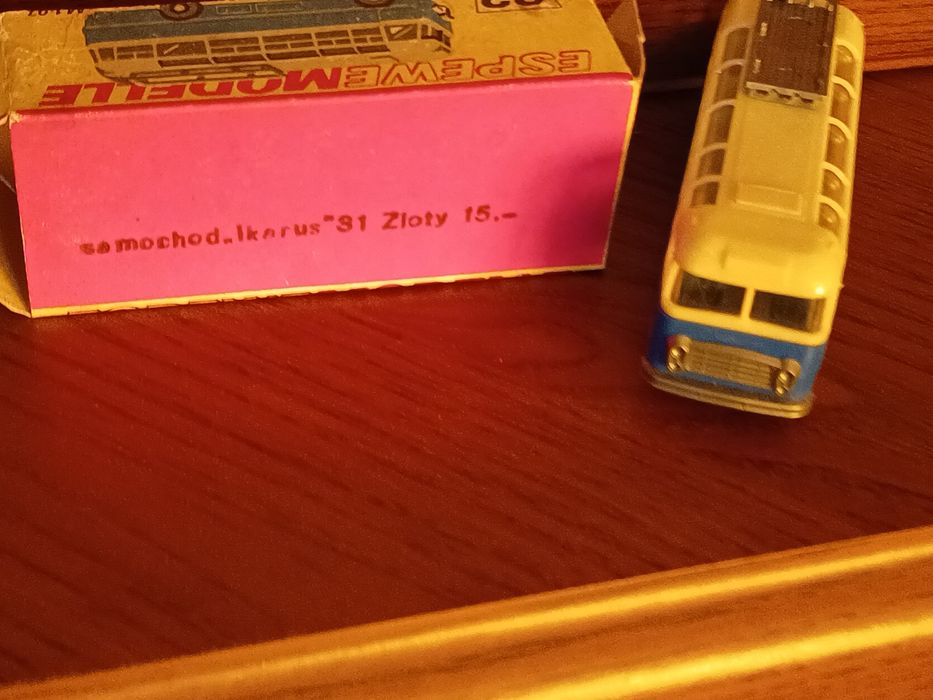 ESPEWE MODELLE
samochod„Ikarus"31 Zloty 15.-